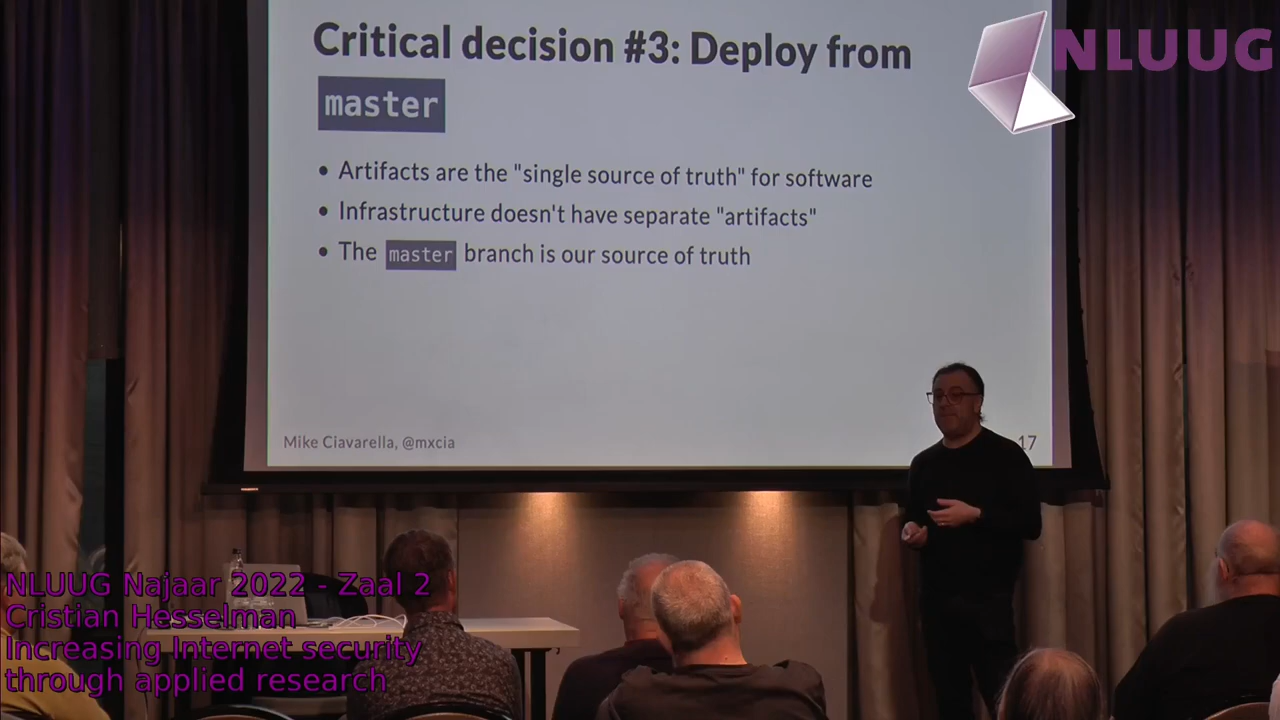 Critical decision #3: Deploy from
master
• Artifacts are the "single source of truth" for software
• Infrastructure doesn't have separate "artifacts"
• The master branch is our source of truth
Mike Ciavarella, @mxcia
17
NLUUG
NLUUG Najaar 2022 - Zaal 2
Cristian Hesselman
Increasing Internet security
through applied research